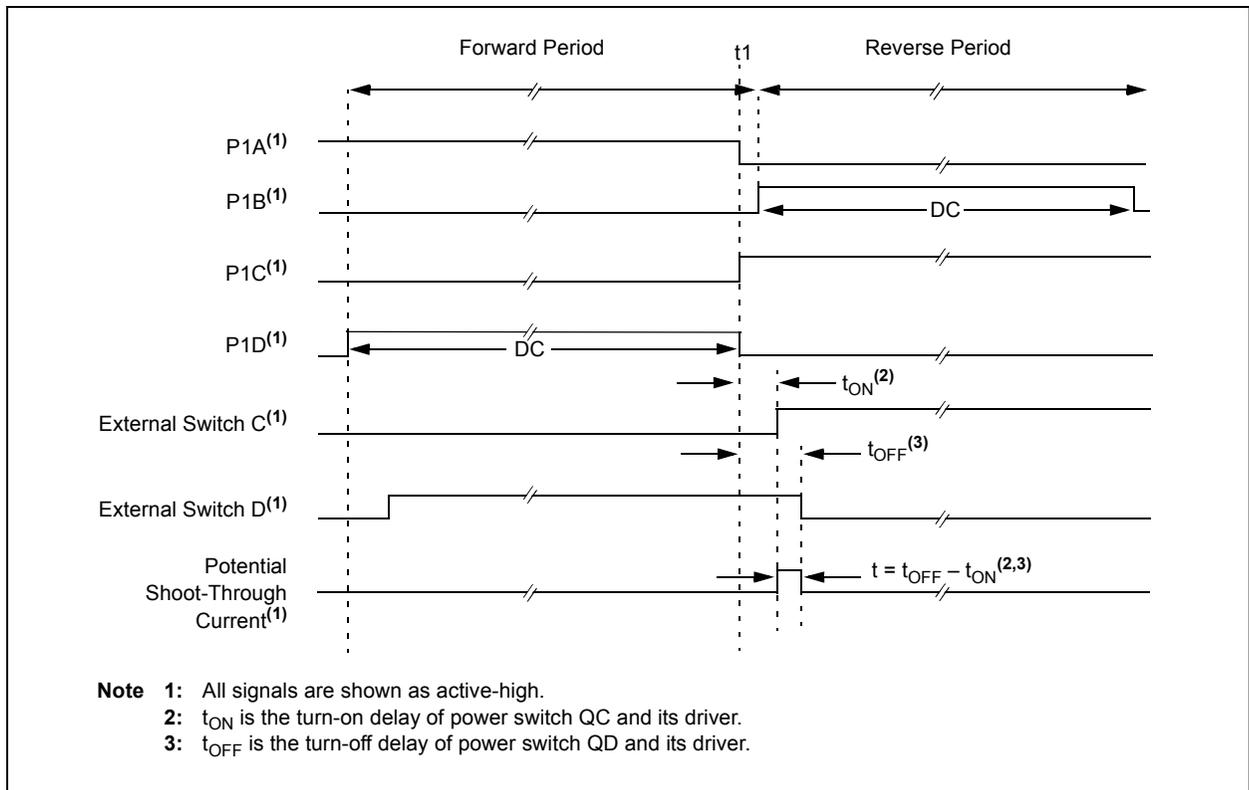 Forward Period
t1
Reverse Period
P1A(1)
P1B(1)
DC
P1C(1)
P1D(1)
DC
tON(2)
External Switch C(1)
tOFF(3)
External Switch D(1)
Potential
Shoot-Through
Current(1)
t = tOFF – tON(2,3)
Note 1: All signals are shown as active-high.
2: tON is the turn-on delay of power switch QC and its driver.
3: tOFF is the turn-off delay of power switch QD and its driver.